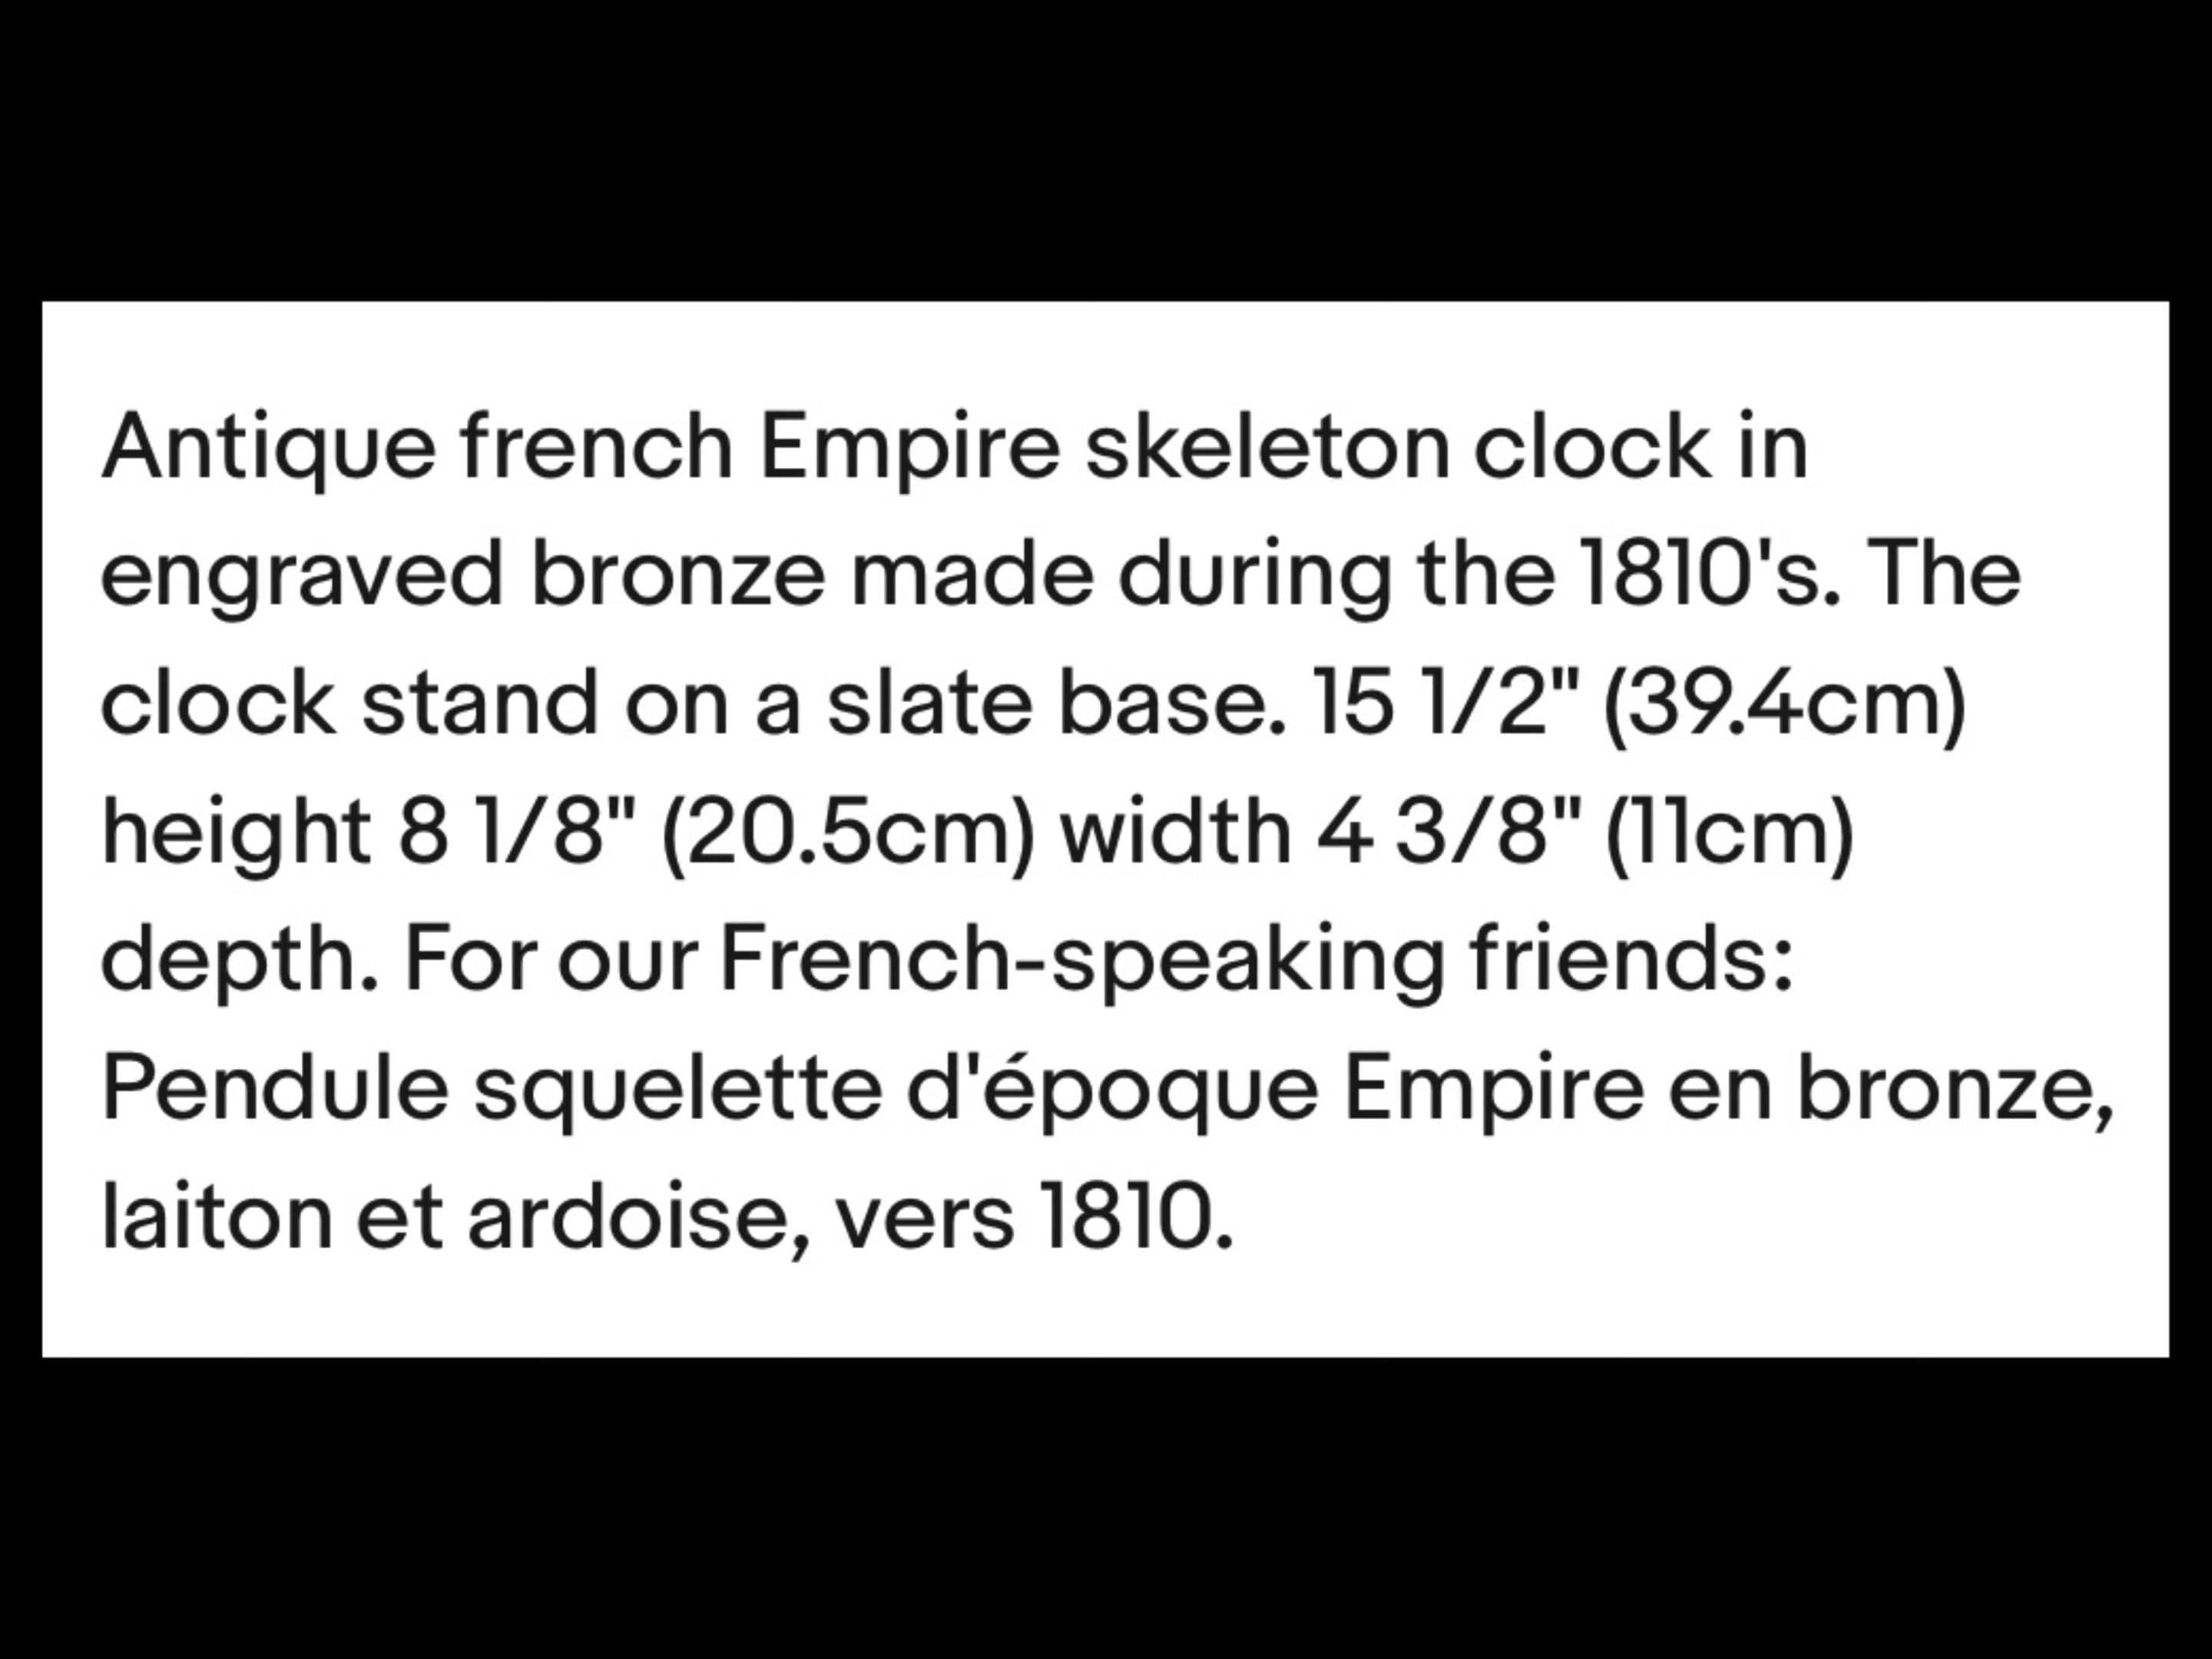 Antique french Empire skeleton clock in
engraved bronze made during the 1810's. The
clock stand on a slate base. 15 1/2" (39.4cm)
height 8 1/8" (20.5cm) width 4 3/8" (11cm)
depth. For our French-speaking friends:
Pendule squelette d'époque Empire en bronze,
laiton et ardoise, vers 1810.